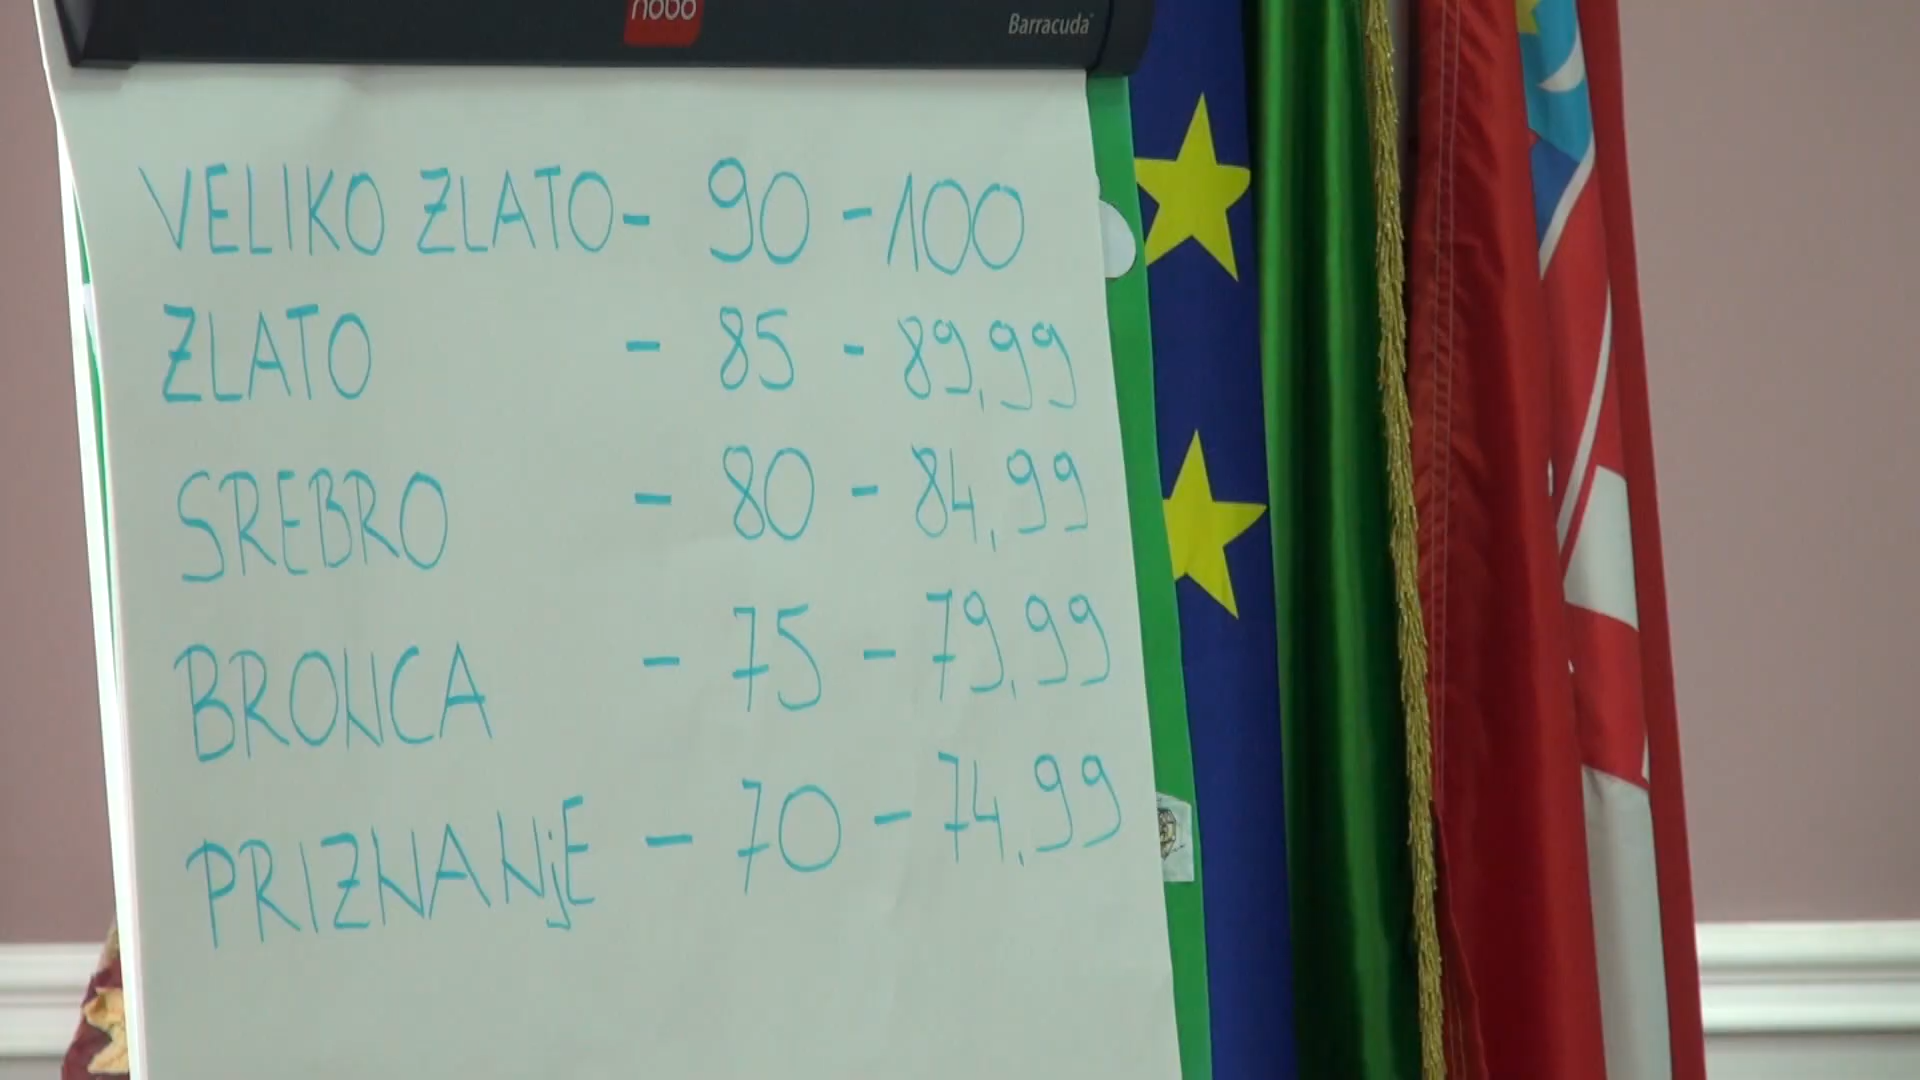 nobo
Barracuda
VELIKO ZLATO - 90 - 100
ZLATO - 85 - 89,99
SREBRO - 80 - 84,99
BRONCA - 75 - 79,99
PRIZNANjE - 70 - 74,99